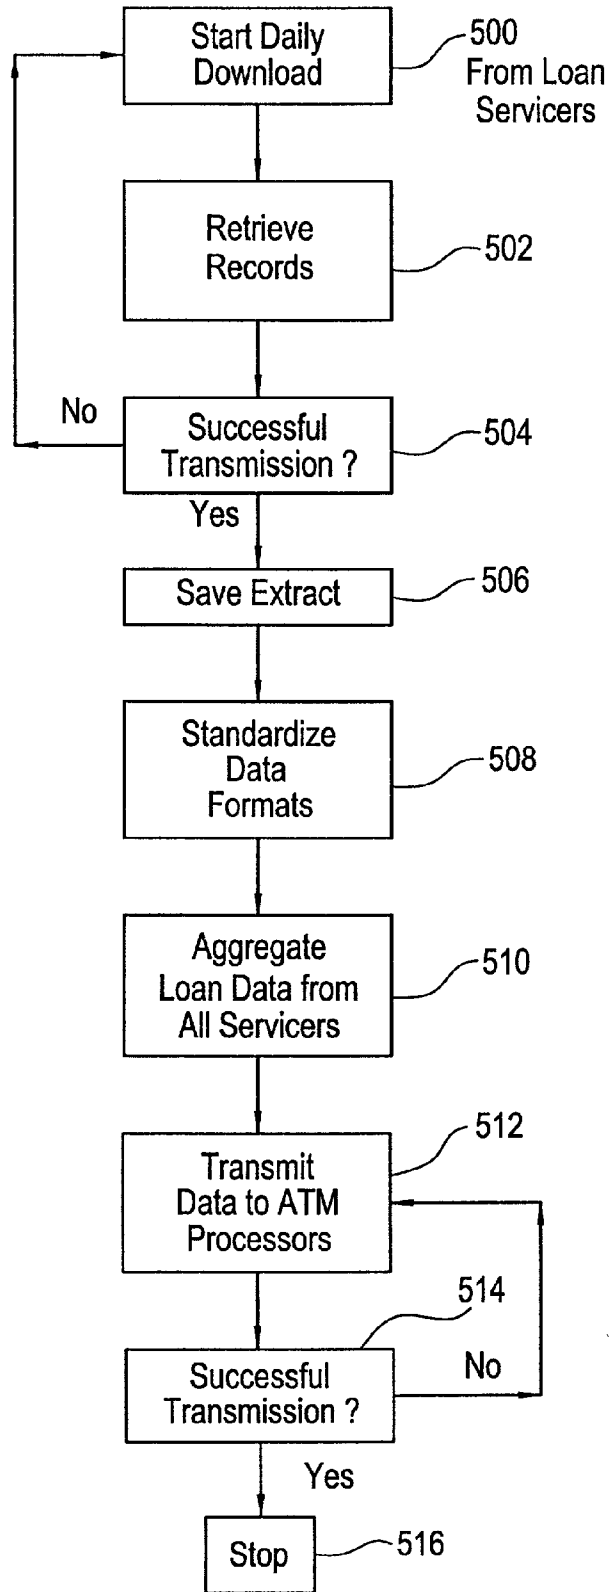 Start Daily
Download
500
From Loan
Servicers
Retrieve
Records
502
No
Successful
Transmission ?
504
Yes
Save Extract
506
Standardize
Data
Formats
508
Aggregate
Loan Data from
All Servicers
510
Transmit
Data to ATM
Processors
512
514
Successful
Transmission ?
No
Yes
Stop
516